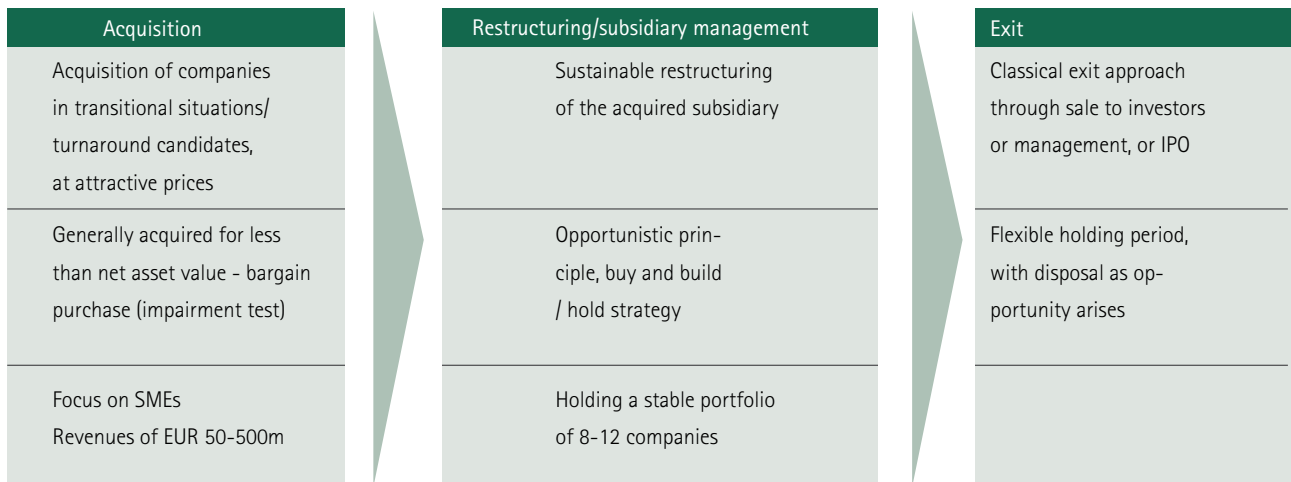 Acquisition
Acquisition of companies
in transitional situations/
turnaround candidates,
at attractive prices
Generally acquired for less
than net asset value - bargain
purchase (impairment test)
Focus on SMEs
Revenues of EUR 50-500m
Restructuring/subsidiary management
Sustainable restructuring
of the acquired subsidiary
Opportunistic prin-
ciple, buy and build
/ hold strategy
Holding a stable portfolio
of 8-12 companies
Exit
Classical exit approach
through sale to investors
or management, or IPO
Flexible holding period,
with disposal as op-
portunity arises